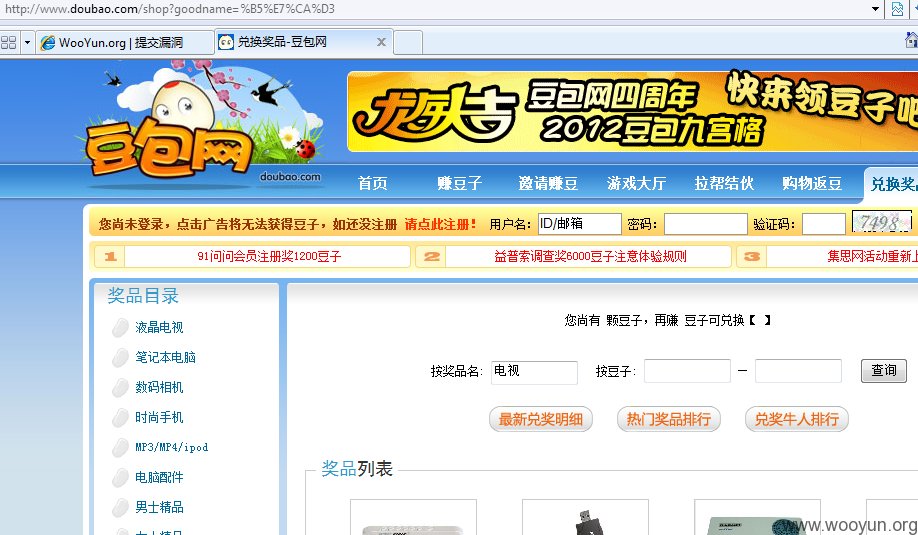 http://www.doubao.com/shop?goodname=%B5%E7%CA%D3
WooYun.org | 提交漏洞
兑换奖品-豆包网
豆包网
doubao.com
龙年大吉
豆包网四周年
2012豆包九宫格
快来领豆子吧
首页 赚豆子 邀请赚豆 游戏大厅 拉帮结伙 购物返豆 兑换奖
您尚未登录，点击广告将无法获得豆子，如还没注册 请点此注册！ 用户名： ID/邮箱 密码： 验证码： 7498
1 91问问会员注册奖1200豆子 2 益普索调查奖6000豆子注意体验规则 3 集思网活动重新上
奖品目录
液晶电视
笔记本电脑
数码相机
时尚手机
MP3/MP4/ipod
电脑配件
男士精品
您尚有 颗豆子，再赚 豆子可兑换【 】
按奖品名： 电视 按豆子： — 查询
最新兑奖明细 热门奖品排行 兑奖牛人排行
奖品列表
www.wooyun.org